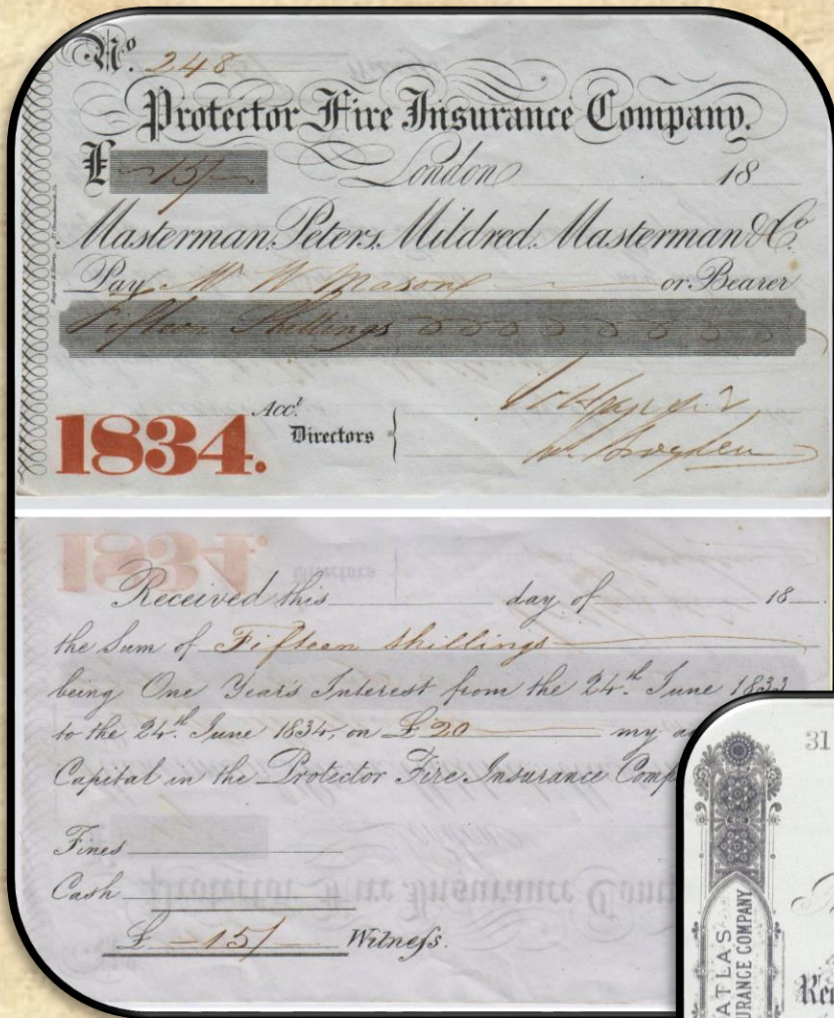 No. 248
Protector Fire Insurance Company.
£ - 15/ - London 18
Masterman, Peters, Mildred, Masterman & Co.
Pay Mr W Mason or Bearer
Fifteen Shillings
1834. Acct. Directors
Received this day of 18
the Sum of Fifteen shillings
being One Year's Interest from the 24th. June 1833
to the 24th. June 1834, on £ 20 my
Capital in the Protector Fire Insurance Comp
Fines
Cash
£ - 15/ - Witness.
31
ATLAS
URANCE COMPANY
Rec